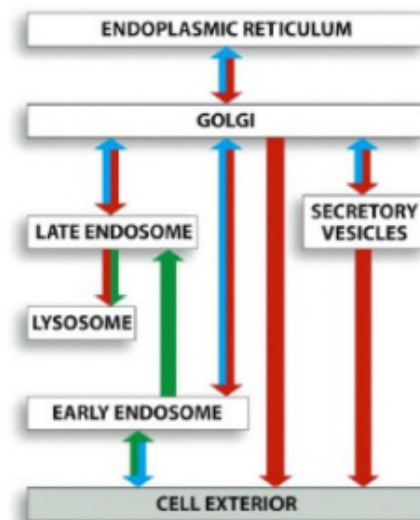 ENDOPLASMIC RETICULUM
GOLGI
LATE ENDOSOME
SECRETORY
VESICLES
LYSOSOME
EARLY ENDOSOME
CELL EXTERIOR